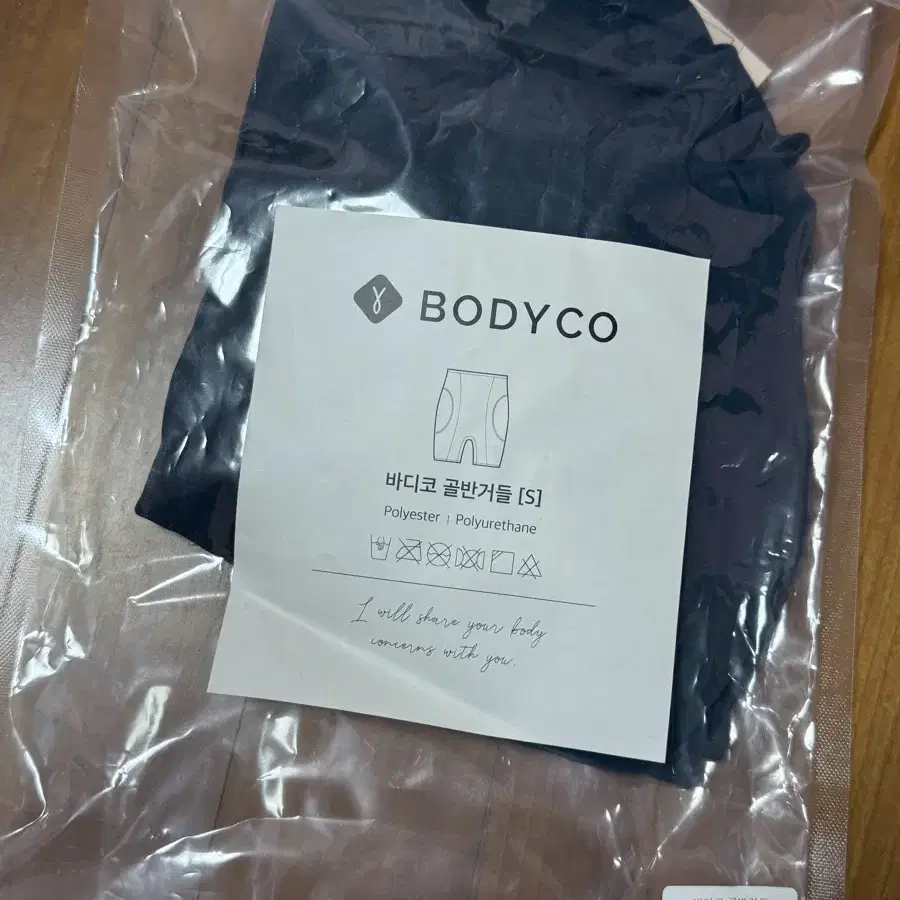 BODYCO
바디코 골반거들 [S]
Polyester | Polyurethane
I will share your body
concerns with you.